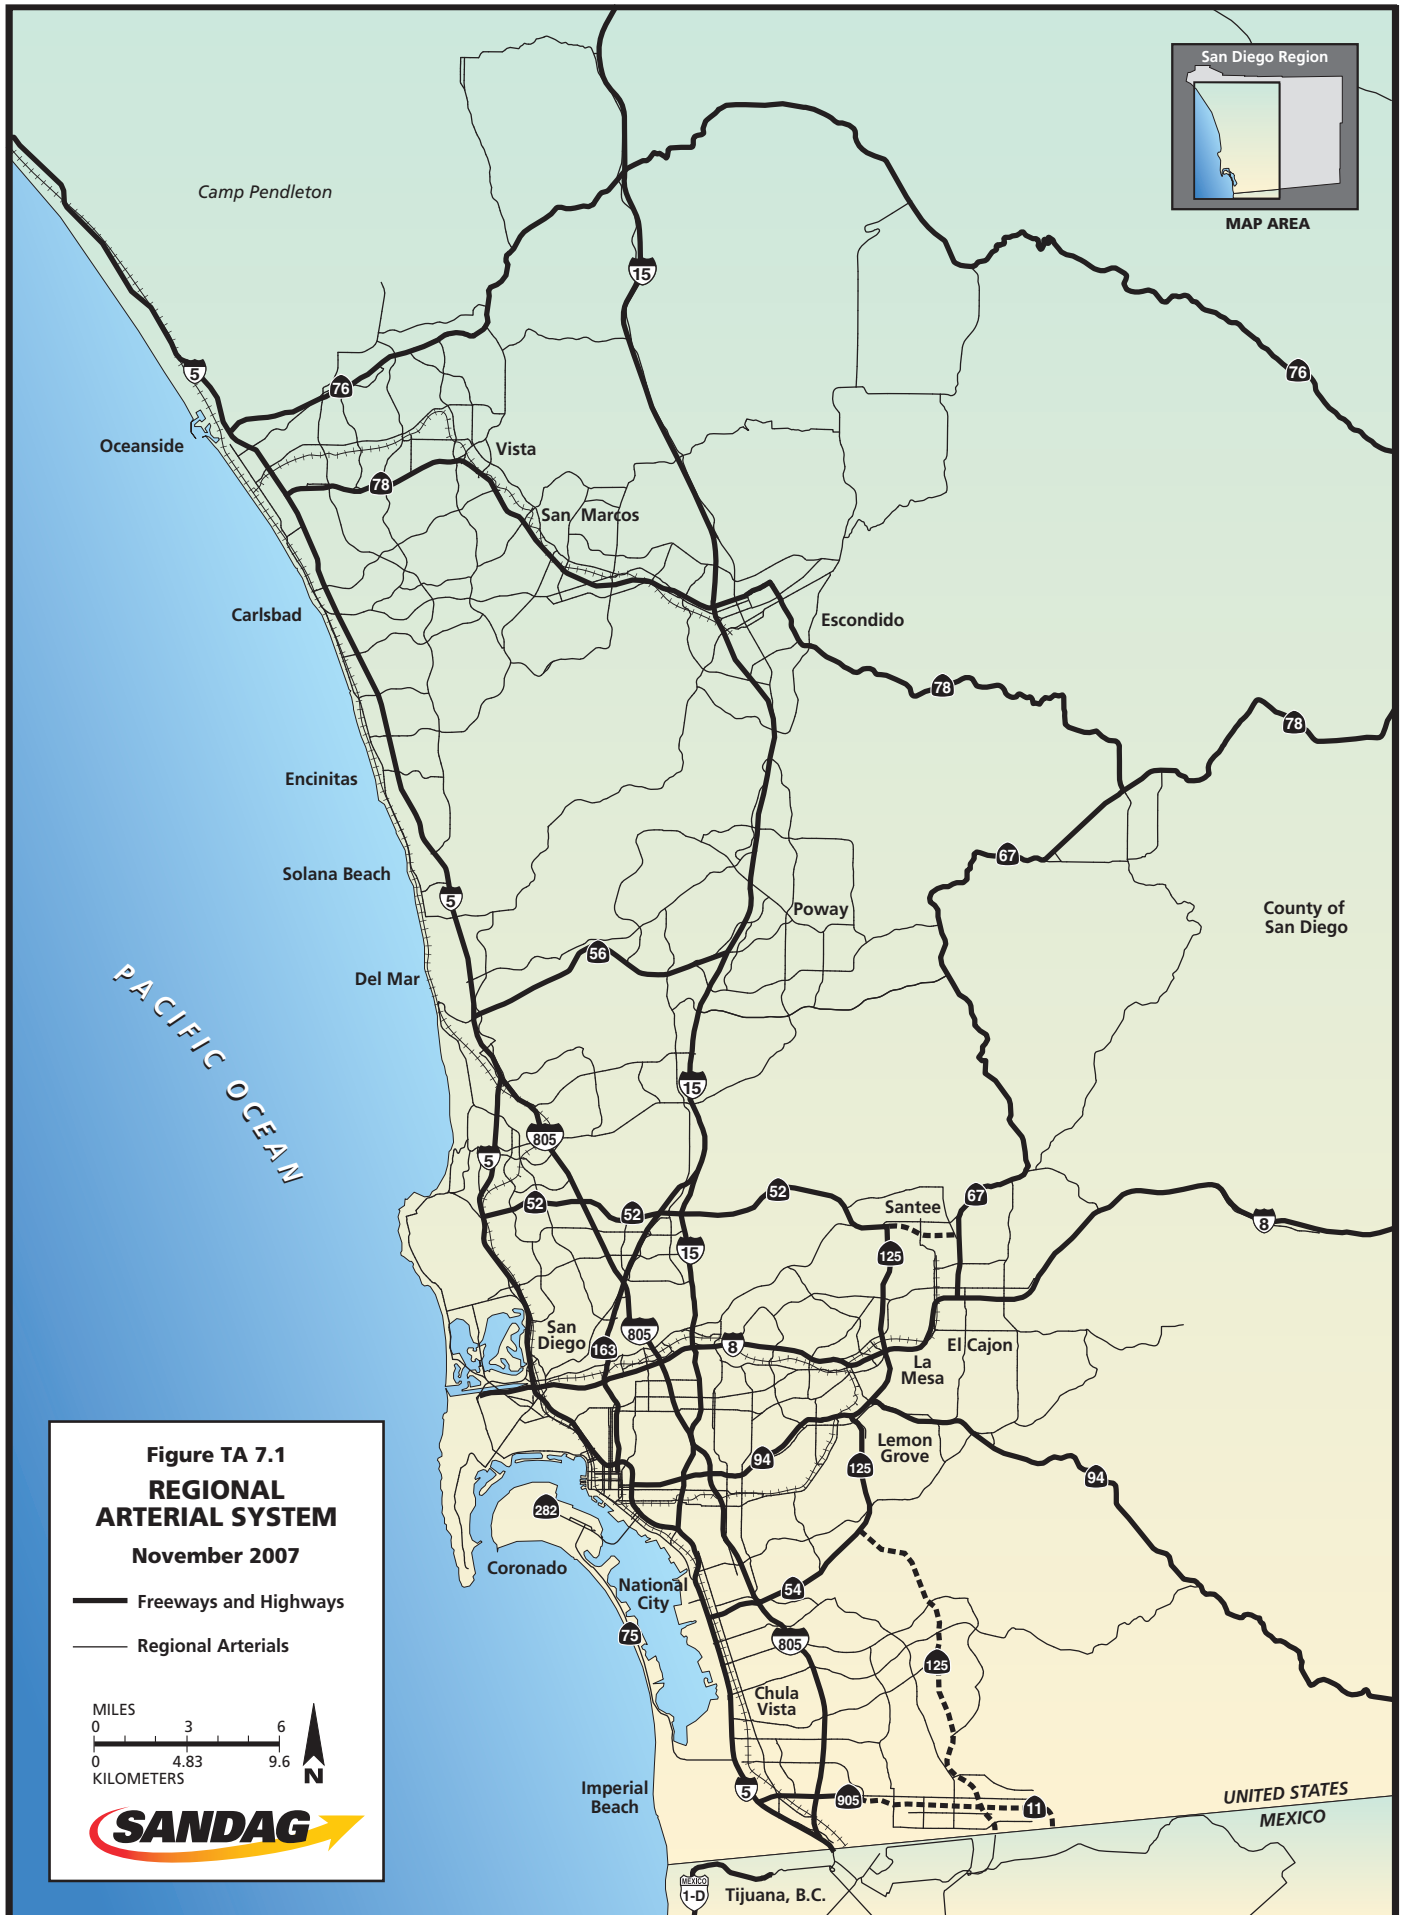 San Diego Region
MAP AREA
Camp Pendleton
15
5
76
76
Oceanside
Vista
78
San Marcos
Carlsbad
Escondido
78
78
Encinitas
67
Solana Beach
5
Poway
County of
San Diego
56
Del Mar
PACIFIC OCEAN
15
805
5
52
52
52
67
Santee
8
15
125
San
Diego
805
163
8
El Cajon
La
Mesa
Lemon
Grove
94
125
94
282
Coronado
National
City
54
75
805
125
Chula
Vista
Imperial
Beach
5
905
11
UNITED STATES
MEXICO
MEXICO
1-D
Tijuana, B.C.
Figure TA 7.1
REGIONAL
ARTERIAL SYSTEM
November 2007
Freeways and Highways
Regional Arterials
MILES
0 3 6
0 4.83 9.6
KILOMETERS
N
SANDAG